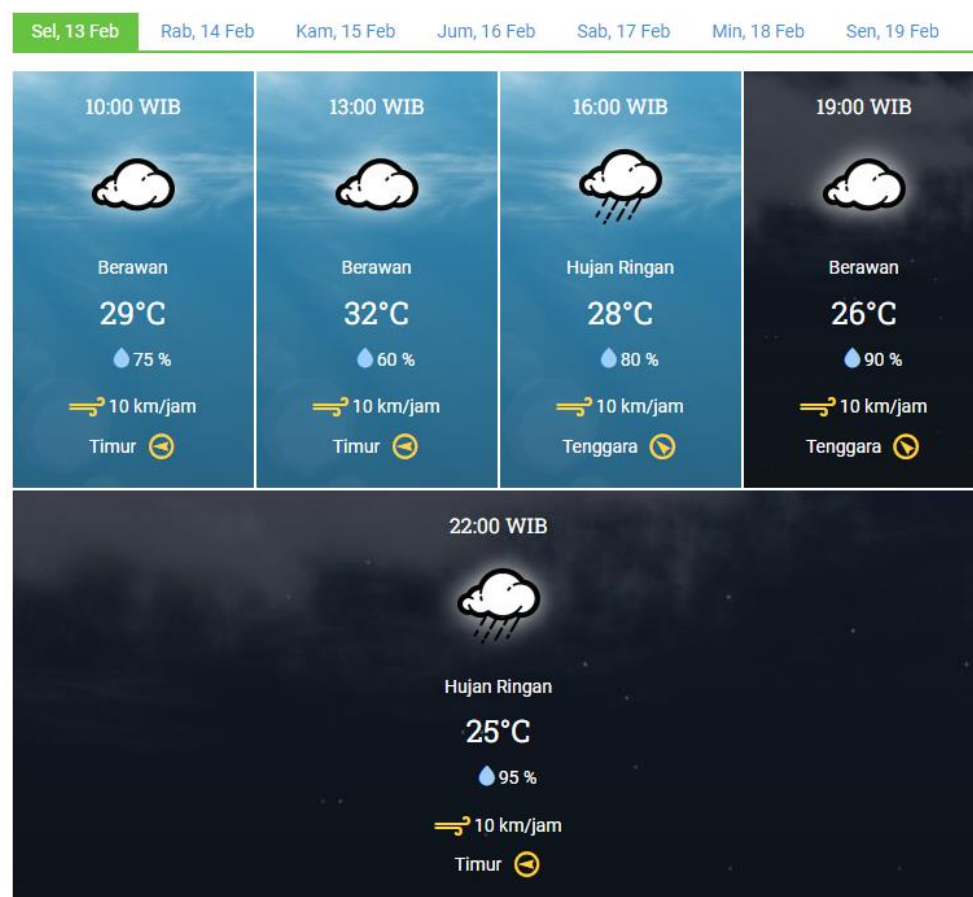 Sel, 13 Feb Rab, 14 Feb Kam, 15 Feb Jum, 16 Feb Sab, 17 Feb Min, 18 Feb Sen, 19 Feb
10:00 WIB
Berawan
29°C
75 %
10 km/jam
Timur
13:00 WIB
Berawan
32°C
60 %
10 km/jam
Timur
16:00 WIB
Hujan Ringan
28°C
80 %
10 km/jam
Tenggara
19:00 WIB
Berawan
26°C
90 %
10 km/jam
Tenggara
22:00 WIB
Hujan Ringan
25°C
95 %
10 km/jam
Timur